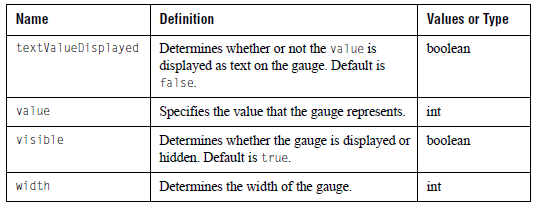 Name Definition Values or Type
textValueDisplayed Determines whether or not the value is boolean
displayed as text on the gauge. Default is
false.
value Specifies the value that the gauge represents. int
visible Determines whether the gauge is displayed or boolean
hidden. Default is true.
width Determines the width of the gauge. int